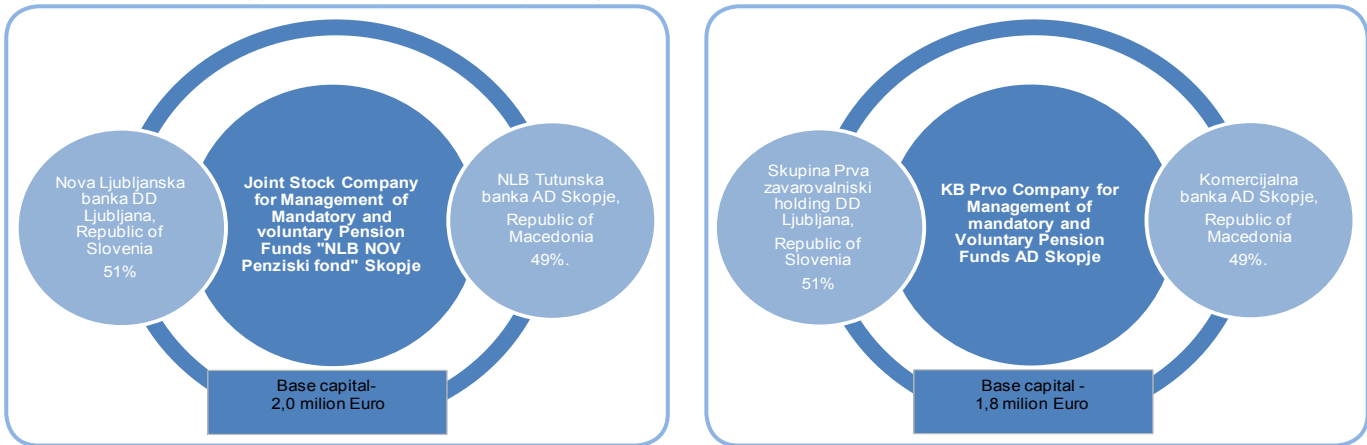 Nova Ljubljanska
banka DD
Ljubljana,
Republic of
Slovenia
51%
Joint Stock Company
for Management of
Mandatory and
voluntary Pension
Funds "NLB NOV
Penziski fond" Skopje
NLB Tutunska
banka AD Skopje,
Republic of
Macedonia
49%.
Base capital-
2,0 milion Euro
Skupina Prva
zavarovalniski
holding DD
Ljubljana,
Republic of
Slovenia
51%
KB Prvo Company for
Management of
mandatory and
Voluntary Pension
Funds AD Skopje
Komercijalna
banka AD Skopje,
Republic of
Macedonia
49%.
Base capital -
1,8 milion Euro